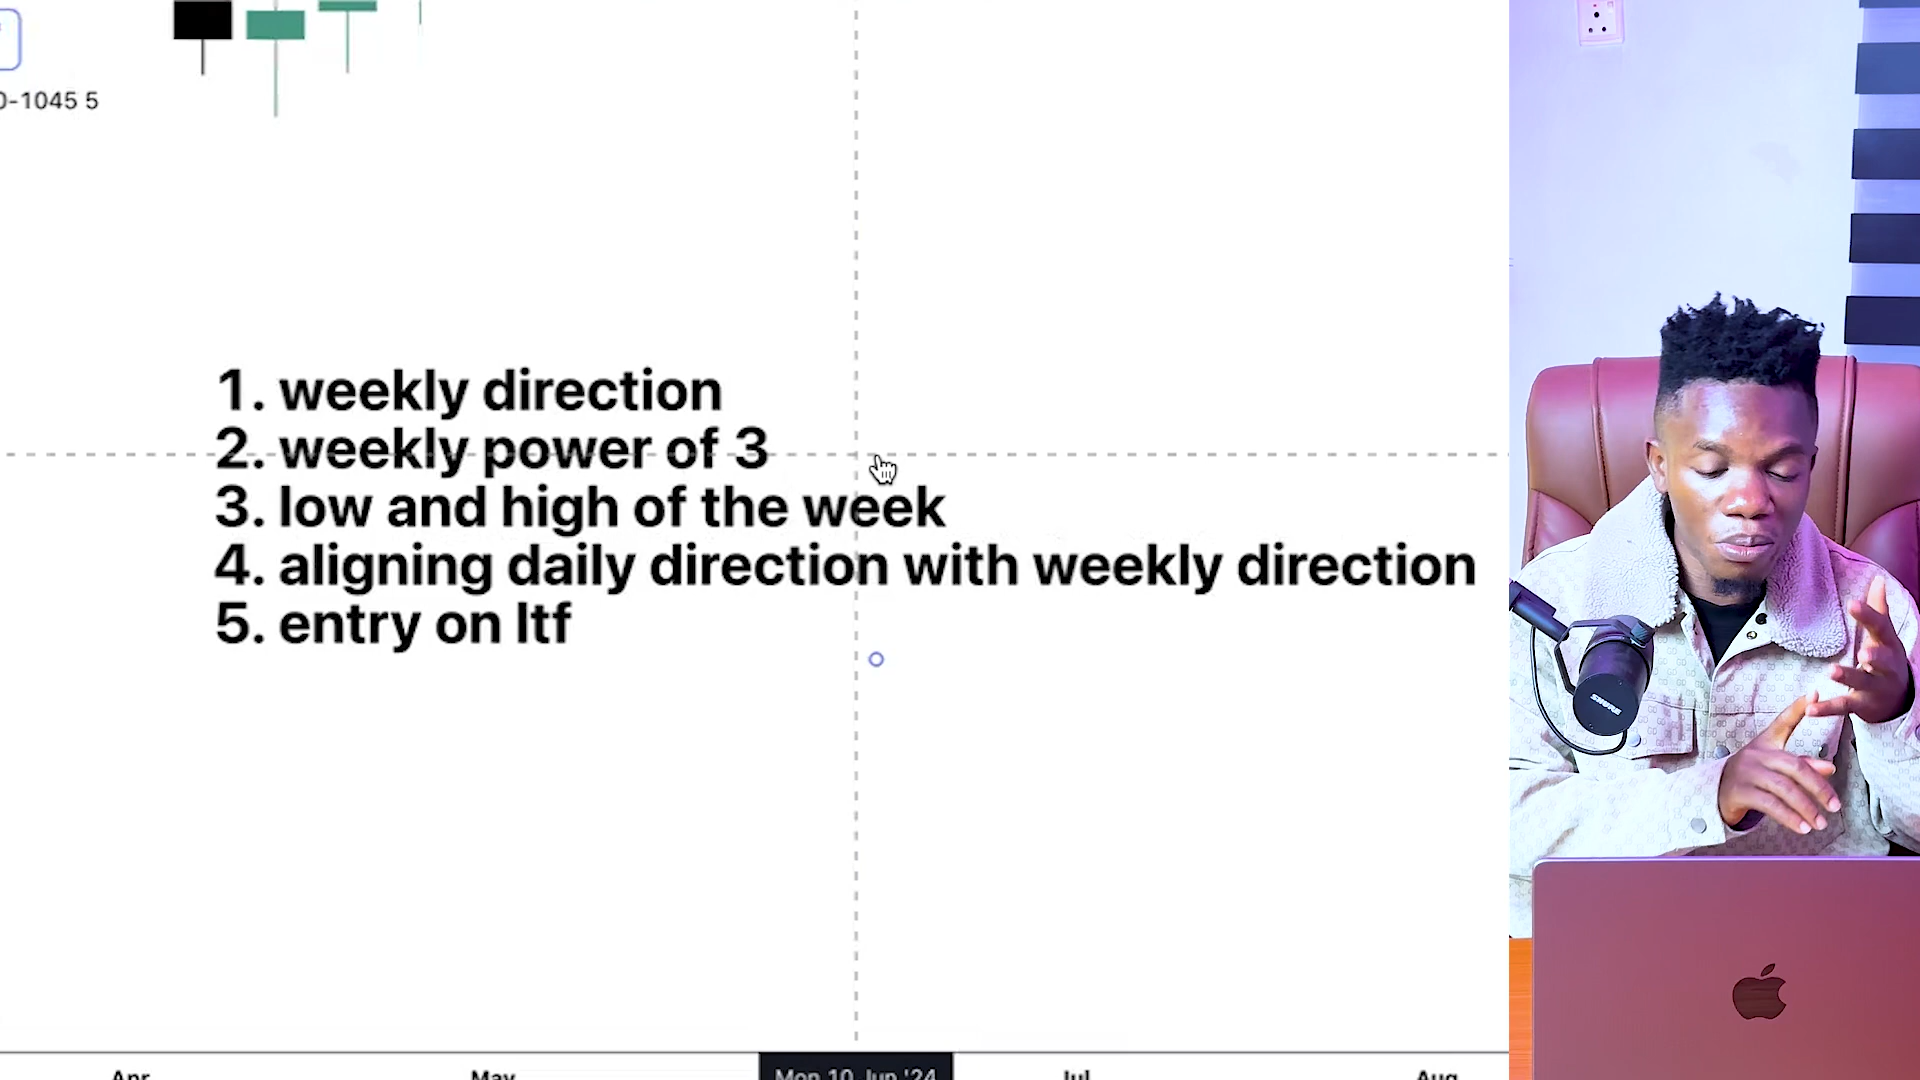 0-1045 5
1. weekly direction
2. weekly power of 3
3. low and high of the week
4. aligning daily direction with weekly direction
5. entry on ltf
SHURE
Apr
May
Mon 10 Jun '24
Jul
Aug